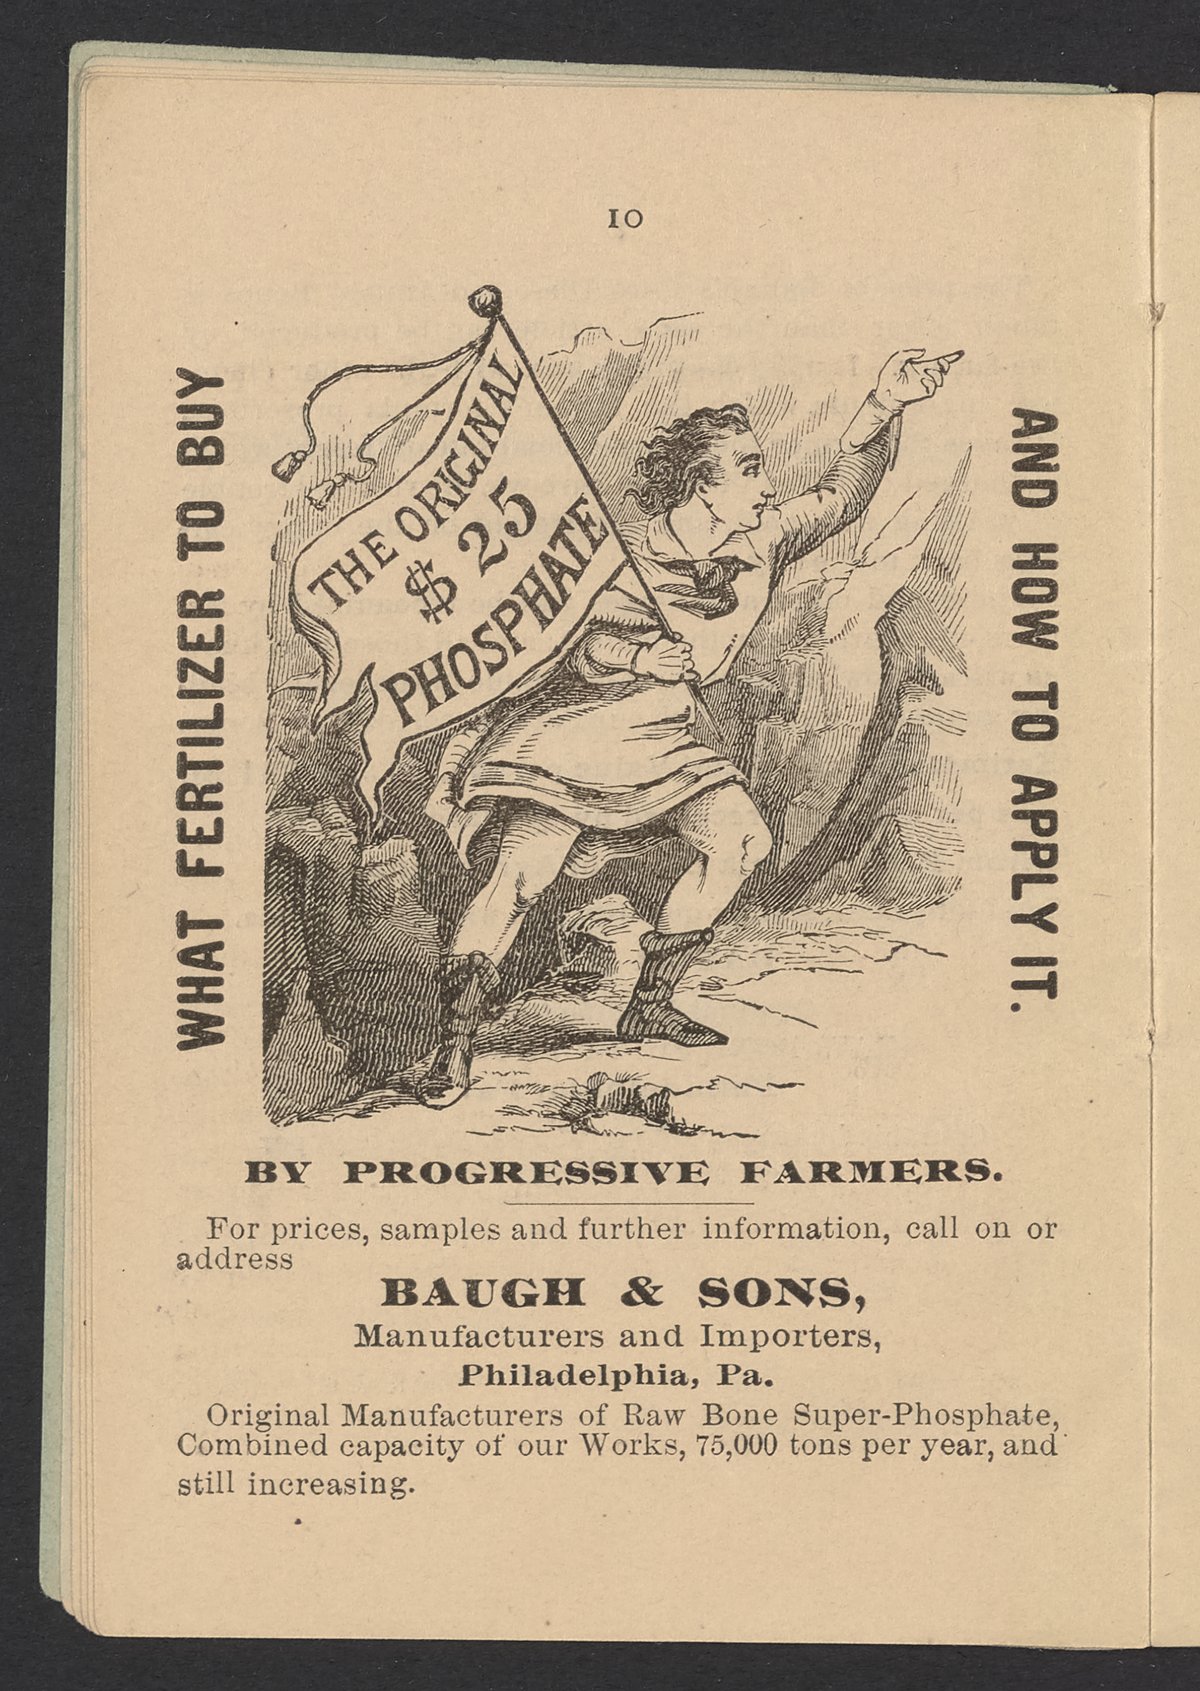 10
WHAT FERTILIZER TO BUY
THE ORIGINAL
$25
PHOSPHATE
AND HOW TO APPLY IT.
BY PROGRESSIVE FARMERS.
For prices, samples and further information, call on or
address
BAUGH & SONS,
Manufacturers and Importers,
Philadelphia, Pa.
Original Manufacturers of Raw Bone Super-Phosphate,
Combined capacity of our Works, 75,000 tons per year, and
still increasing.